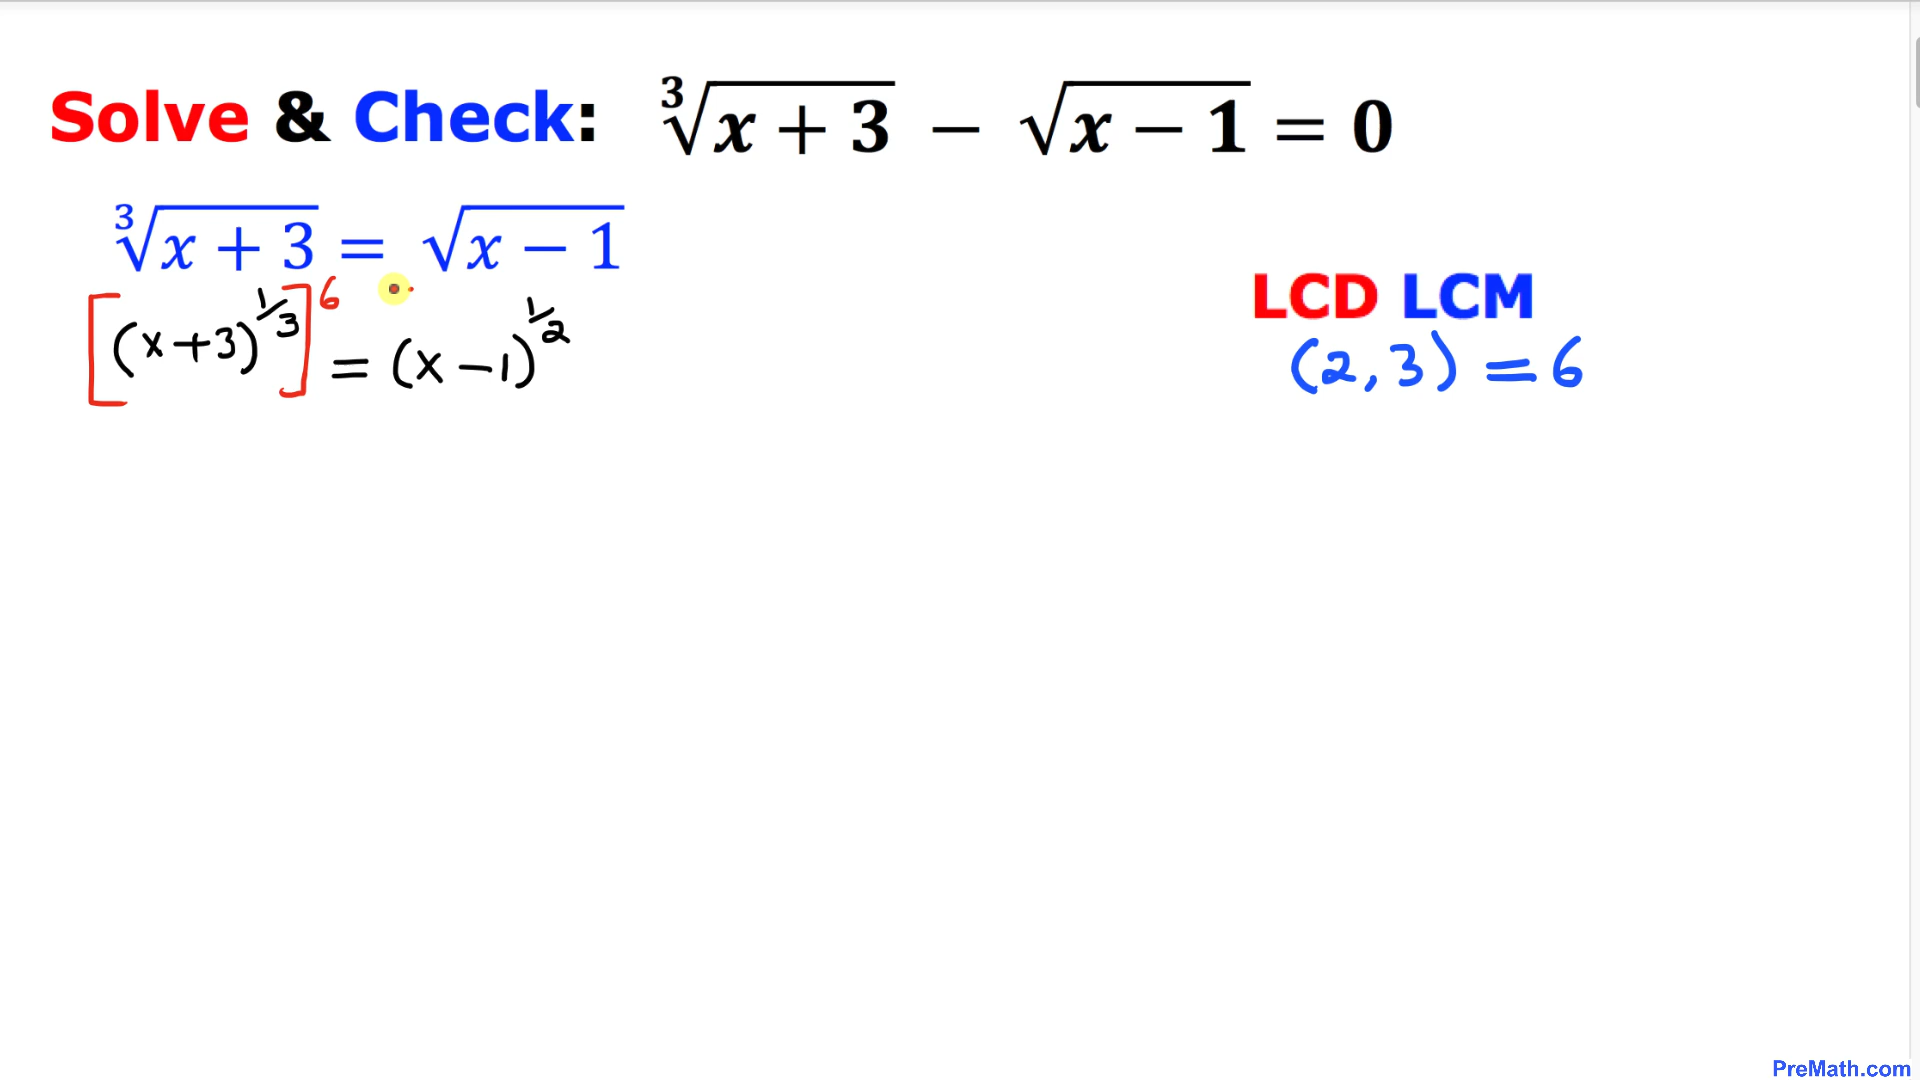 Solve & Check: ∛(x + 3) − √(x − 1) = 0
∛(x + 3) = √(x − 1)
LCD LCM
[(x+3)^1/3]^6 = (x−1)^1/2
(2,3) = 6
PreMath.com